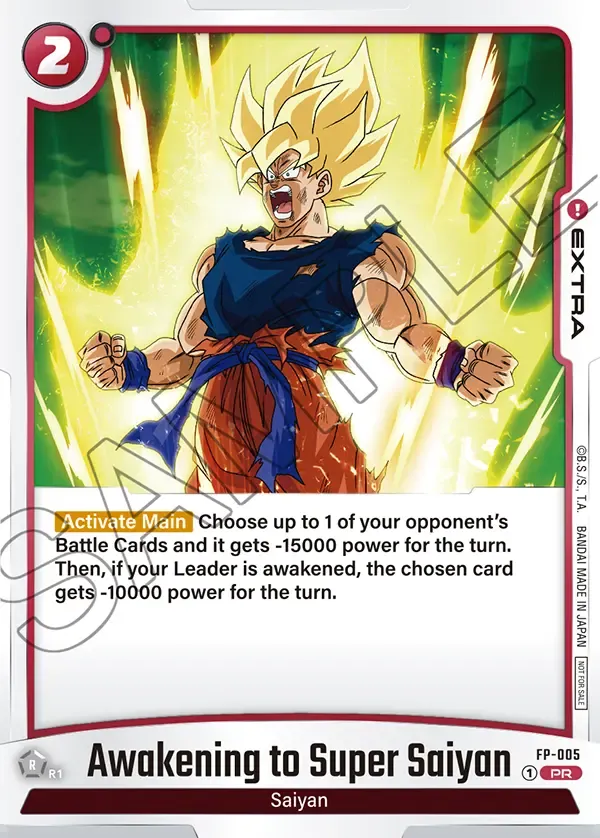 2
EXTRA
Activate Main Choose up to 1 of your opponent's
Battle Cards and it gets -15000 power for the turn.
Then, if your Leader is awakened, the chosen card
gets -10000 power for the turn.
©B.S./S., T.A. BANDAI MADE IN JAPAN
NOT FOR SALE
SAMPLE
R R1
Awakening to Super Saiyan
FP-005
1 PR
Saiyan